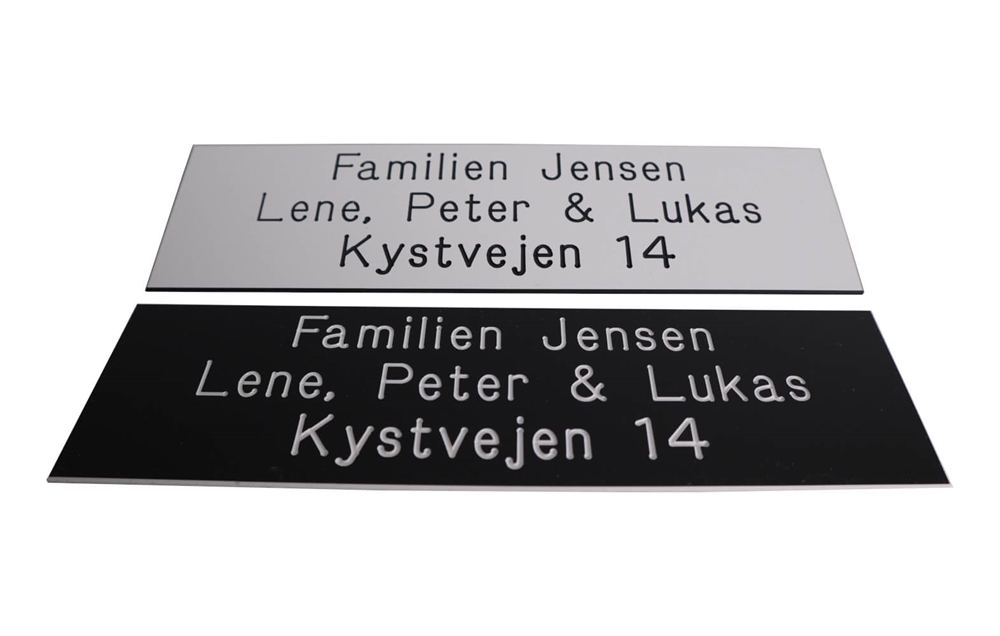 Familien Jensen
Lene, Peter & Lukas
Kystvejen 14
Familien Jensen
Lene, Peter & Lukas
Kystvejen 14